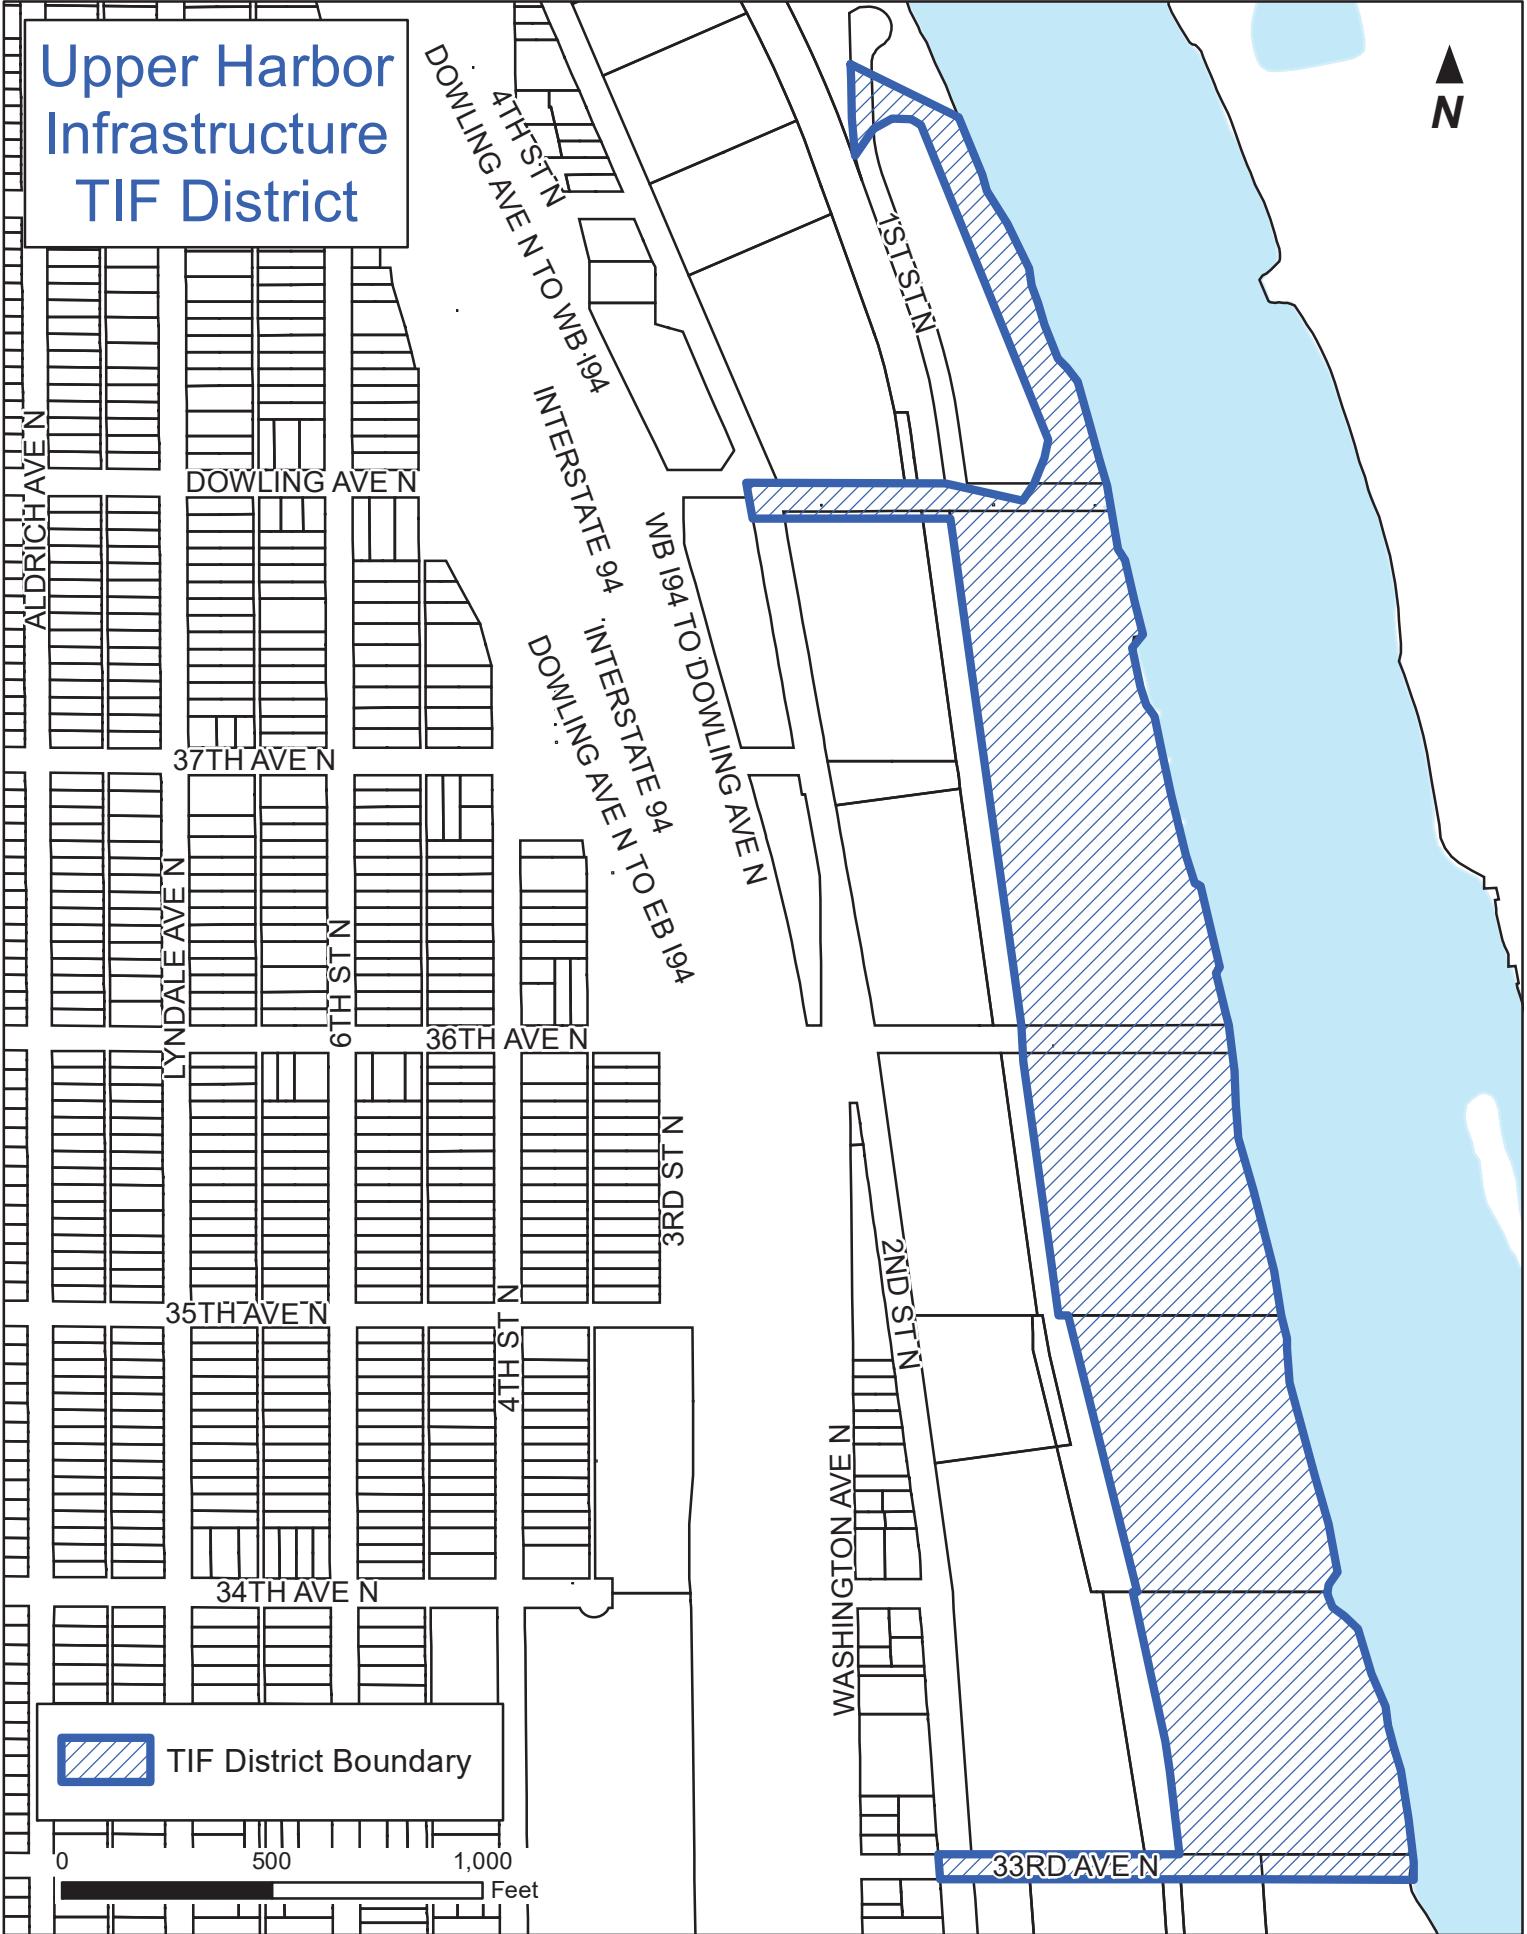 Upper Harbor
Infrastructure
TIF District
N
4TH ST N
DOWLING AVE N TO WB I94
1ST ST N
INTERSTATE 94
ALDRICH AVE N
DOWLING AVE N
WB I94 TO DOWLING AVE N
INTERSTATE 94
DOWLING AVE N TO EB I94
37TH AVE N
LYNDALE AVE N
6TH ST N
36TH AVE N
3RD ST N
2ND ST N
35TH AVE N
4TH ST N
WASHINGTON AVE N
34TH AVE N
TIF District Boundary
33RD AVE N
0 500 1,000
Feet